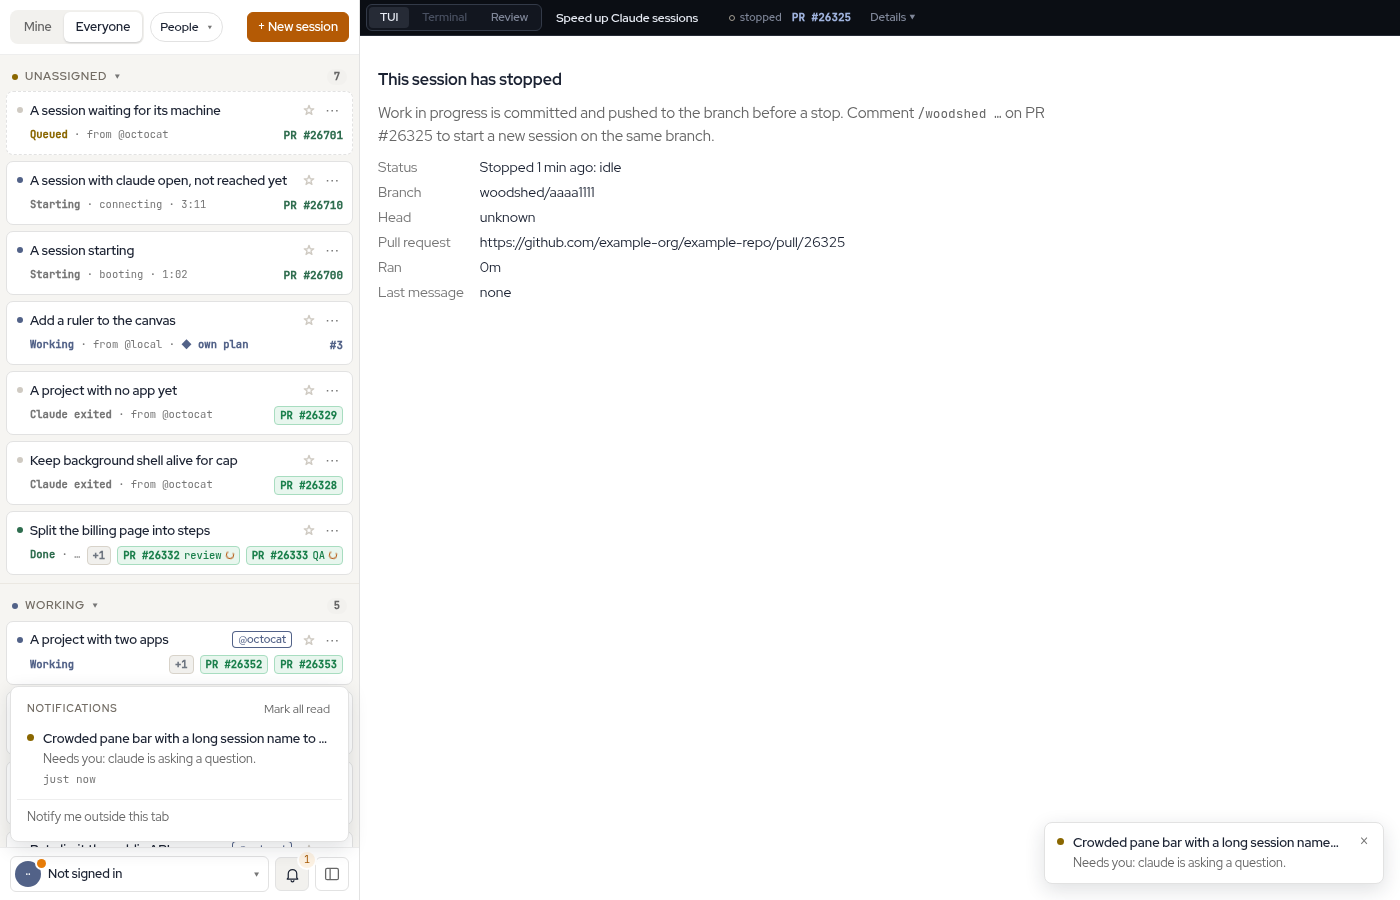 Mine Everyone People ▾ + New session
UNASSIGNED ▾ 7
A session waiting for its machine
Queued · from @octocat PR #26701
A session with claude open, not reached yet
Starting · connecting · 3:11 PR #26710
A session starting
Starting · booting · 1:02 PR #26700
Add a ruler to the canvas
Working · from @local · ◆ own plan #3
A project with no app yet
Claude exited · from @octocat PR #26329
Keep background shell alive for cap
Claude exited · from @octocat PR #26328
Split the billing page into steps
Done · … +1 PR #26332 review PR #26333 QA
WORKING ▾ 5
A project with two apps @octocat
Working +1 PR #26352 PR #26353
NOTIFICATIONS Mark all read
Crowded pane bar with a long session name to ...
Needs you: claude is asking a question.
just now
Notify me outside this tab
Not signed in ▾ 1
TUI Terminal Review Speed up Claude sessions stopped PR #26325 Details ▾
This session has stopped
Work in progress is committed and pushed to the branch before a stop. Comment /woodshed … on PR
#26325 to start a new session on the same branch.
Status Stopped 1 min ago: idle
Branch woodshed/aaaa1111
Head unknown
Pull request https://github.com/example-org/example-repo/pull/26325
Ran 0m
Last message none
Crowded pane bar with a long session name... ×
Needs you: claude is asking a question.